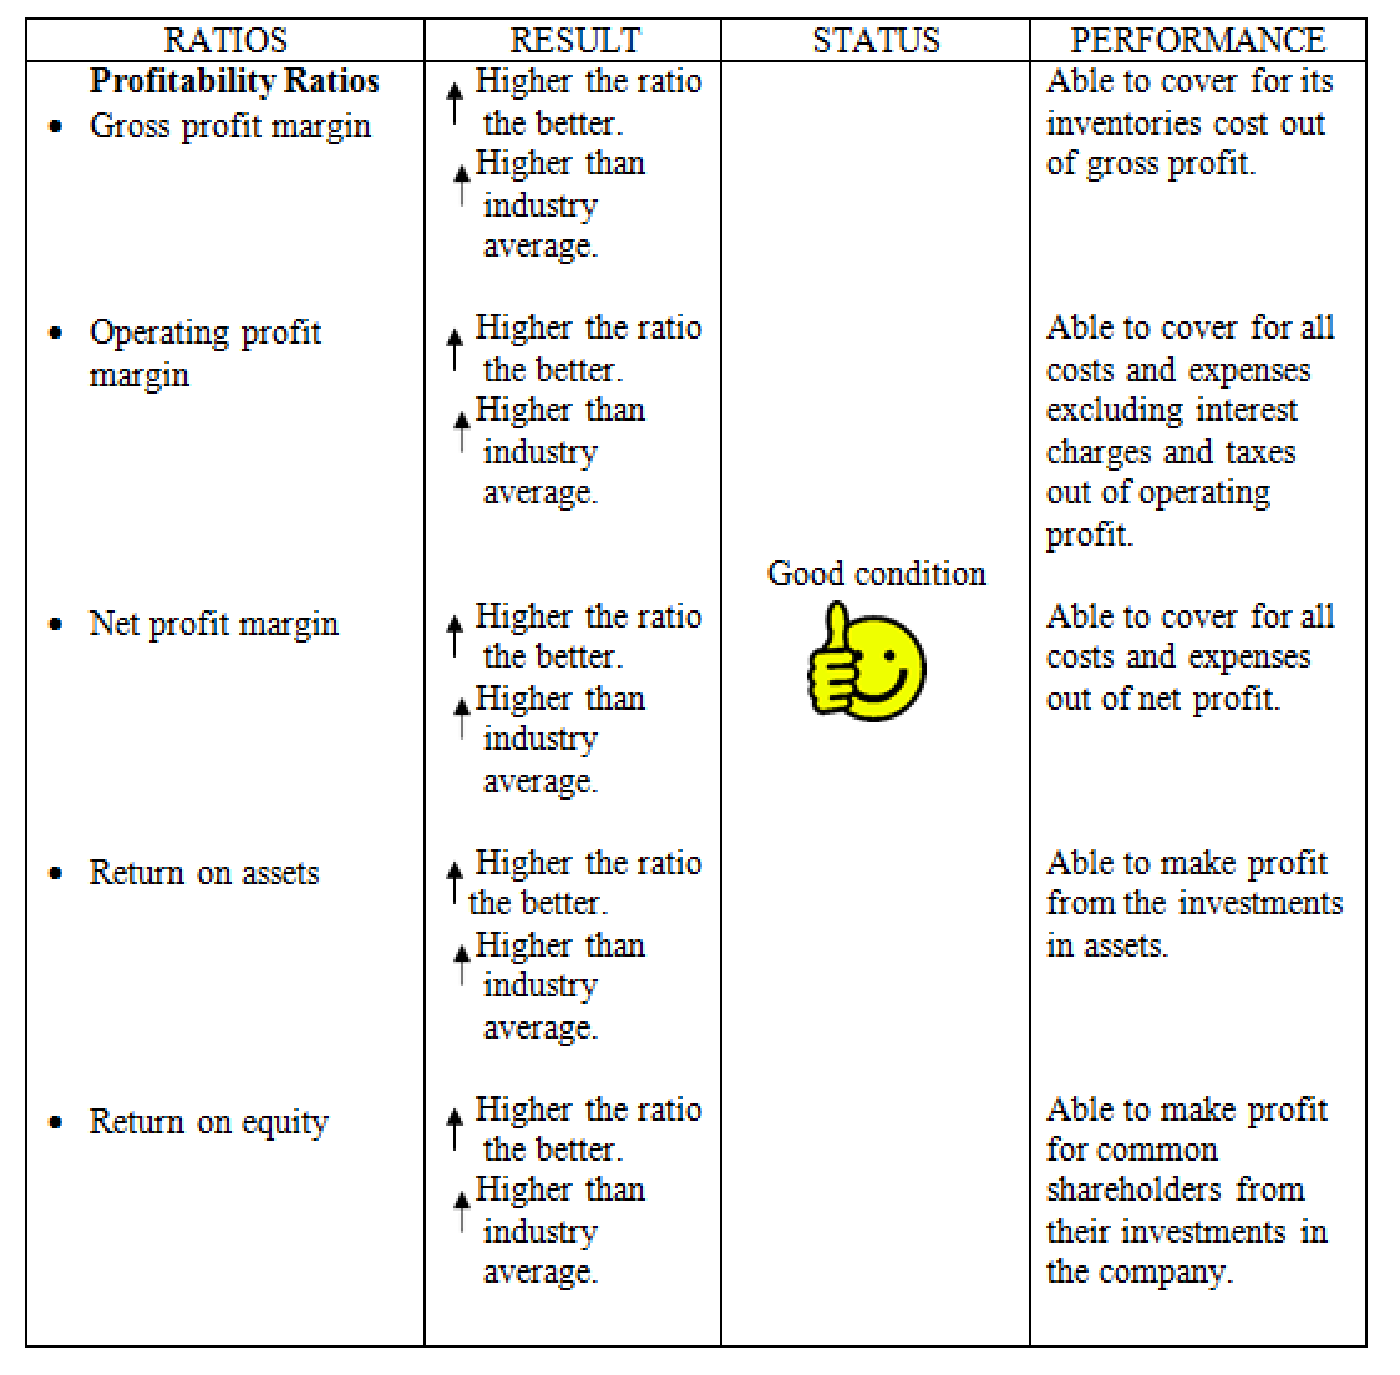 RATIOS RESULT STATUS PERFORMANCE
Profitability Ratios
• Gross profit margin
Higher the ratio
the better.
Higher than
industry
average.
Able to cover for its
inventories cost out
of gross profit.
• Operating profit
margin
Higher the ratio
the better.
Higher than
industry
average.
Able to cover for all
costs and expenses
excluding interest
charges and taxes
out of operating
profit.
Good condition
• Net profit margin
Higher the ratio
the better.
Higher than
industry
average.
Able to cover for all
costs and expenses
out of net profit.
• Return on assets
Higher the ratio
the better.
Higher than
industry
average.
Able to make profit
from the investments
in assets.
• Return on equity
Higher the ratio
the better.
Higher than
industry
average.
Able to make profit
for common
shareholders from
their investments in
the company.